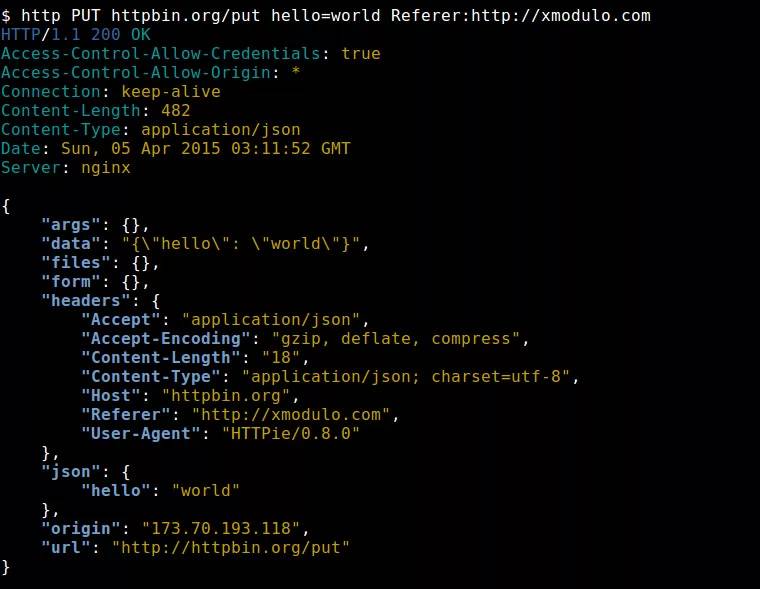 $ http PUT httpbin.org/put hello=world Referer:http://xmodulo.com
HTTP/1.1 200 OK
Access-Control-Allow-Credentials: true
Access-Control-Allow-Origin: *
Connection: keep-alive
Content-Length: 482
Content-Type: application/json
Date: Sun, 05 Apr 2015 03:11:52 GMT
Server: nginx

{
    "args": {},
    "data": "{\"hello\": \"world\"}",
    "files": {},
    "form": {},
    "headers": {
        "Accept": "application/json",
        "Accept-Encoding": "gzip, deflate, compress",
        "Content-Length": "18",
        "Content-Type": "application/json; charset=utf-8",
        "Host": "httpbin.org",
        "Referer": "http://xmodulo.com",
        "User-Agent": "HTTPie/0.8.0"
    },
    "json": {
        "hello": "world"
    },
    "origin": "173.70.193.118",
    "url": "http://httpbin.org/put"
}